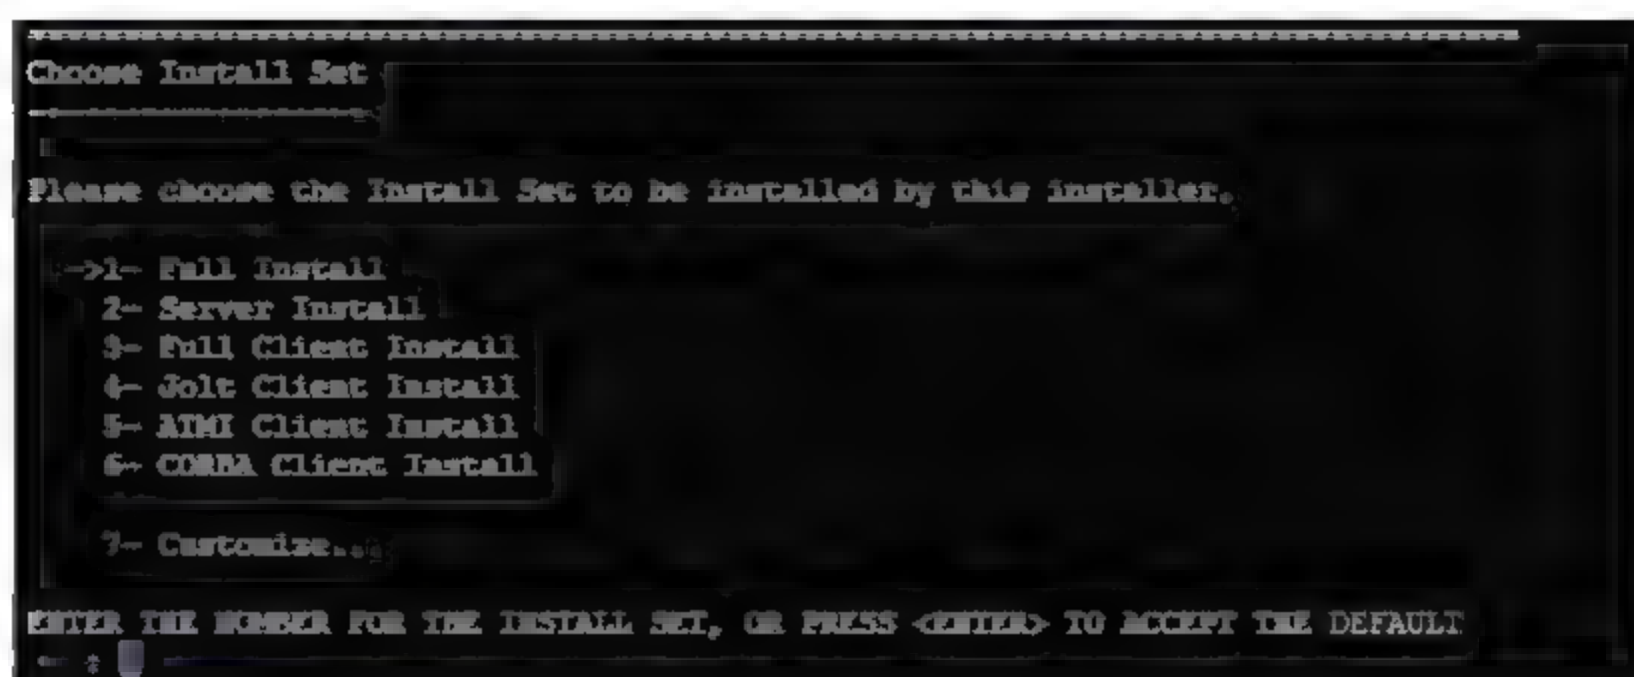 Choose Install Set
Please choose the Install Set to be installed by this installer.
->1- Full Install
2- Server Install
3- Full Client Install
4- Jolt Client Install
5- ATMI Client Install
6- CORBA Client Install
7- Customize...
ENTER THE NUMBER FOR THE INSTALL SET, OR PRESS <ENTER> TO ACCEPT THE DEFAULT